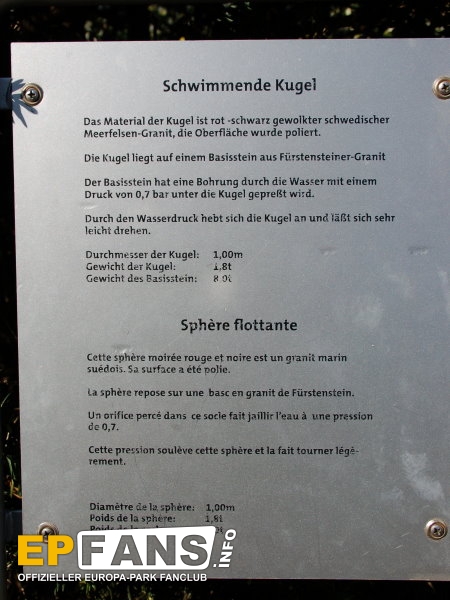 Schwimmende Kugel
Das Material der Kugel ist rot -schwarz gewolkter schwedischer
Meerfelsen-Granit, die Oberfläche wurde poliert.
Die Kugel liegt auf einem Basisstein aus Fürstensteiner-Granit
Der Basisstein hat eine Bohrung durch die Wasser mit einem
Druck von 0,7 bar unter die Kugel gepreßt wird.
Durch den Wasserdruck hebt sich die Kugel an und läßt sich sehr
leicht drehen.
Durchmesser der Kugel: 1,00m
Gewicht der Kugel: 1,8t
Gewicht des Basisstein: 8,0t
Sphère flottante
Cette sphère moirée rouge et noire est un granit marin
suédois. Sa surface a été polie.
La sphère repose sur une basc en granit de Fürstenstein.
Un orifice percé dans ce socle fait jaillir l'eau à une pression
de 0,7.
Cette pression soulève cette sphère et la fait tourner légè-
rement.
Diamètre de la sphère: 1,00m
Poids de la sphère: 1,8t
EPFANS.INFO
OFFIZIELLER EUROPA-PARK FANCLUB